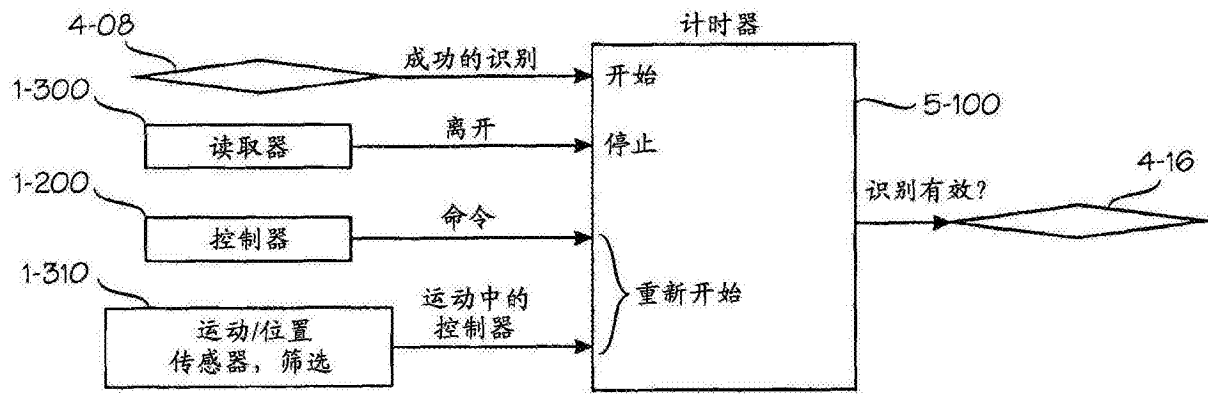 计时器
4-08
成功的识别
开始
1-300
5-100
读取器
离开
停止
4-16
识别有效?
1-200
控制器
命令
1-310
重新开始
运动/位置
传感器，筛选
运动中的
控制器